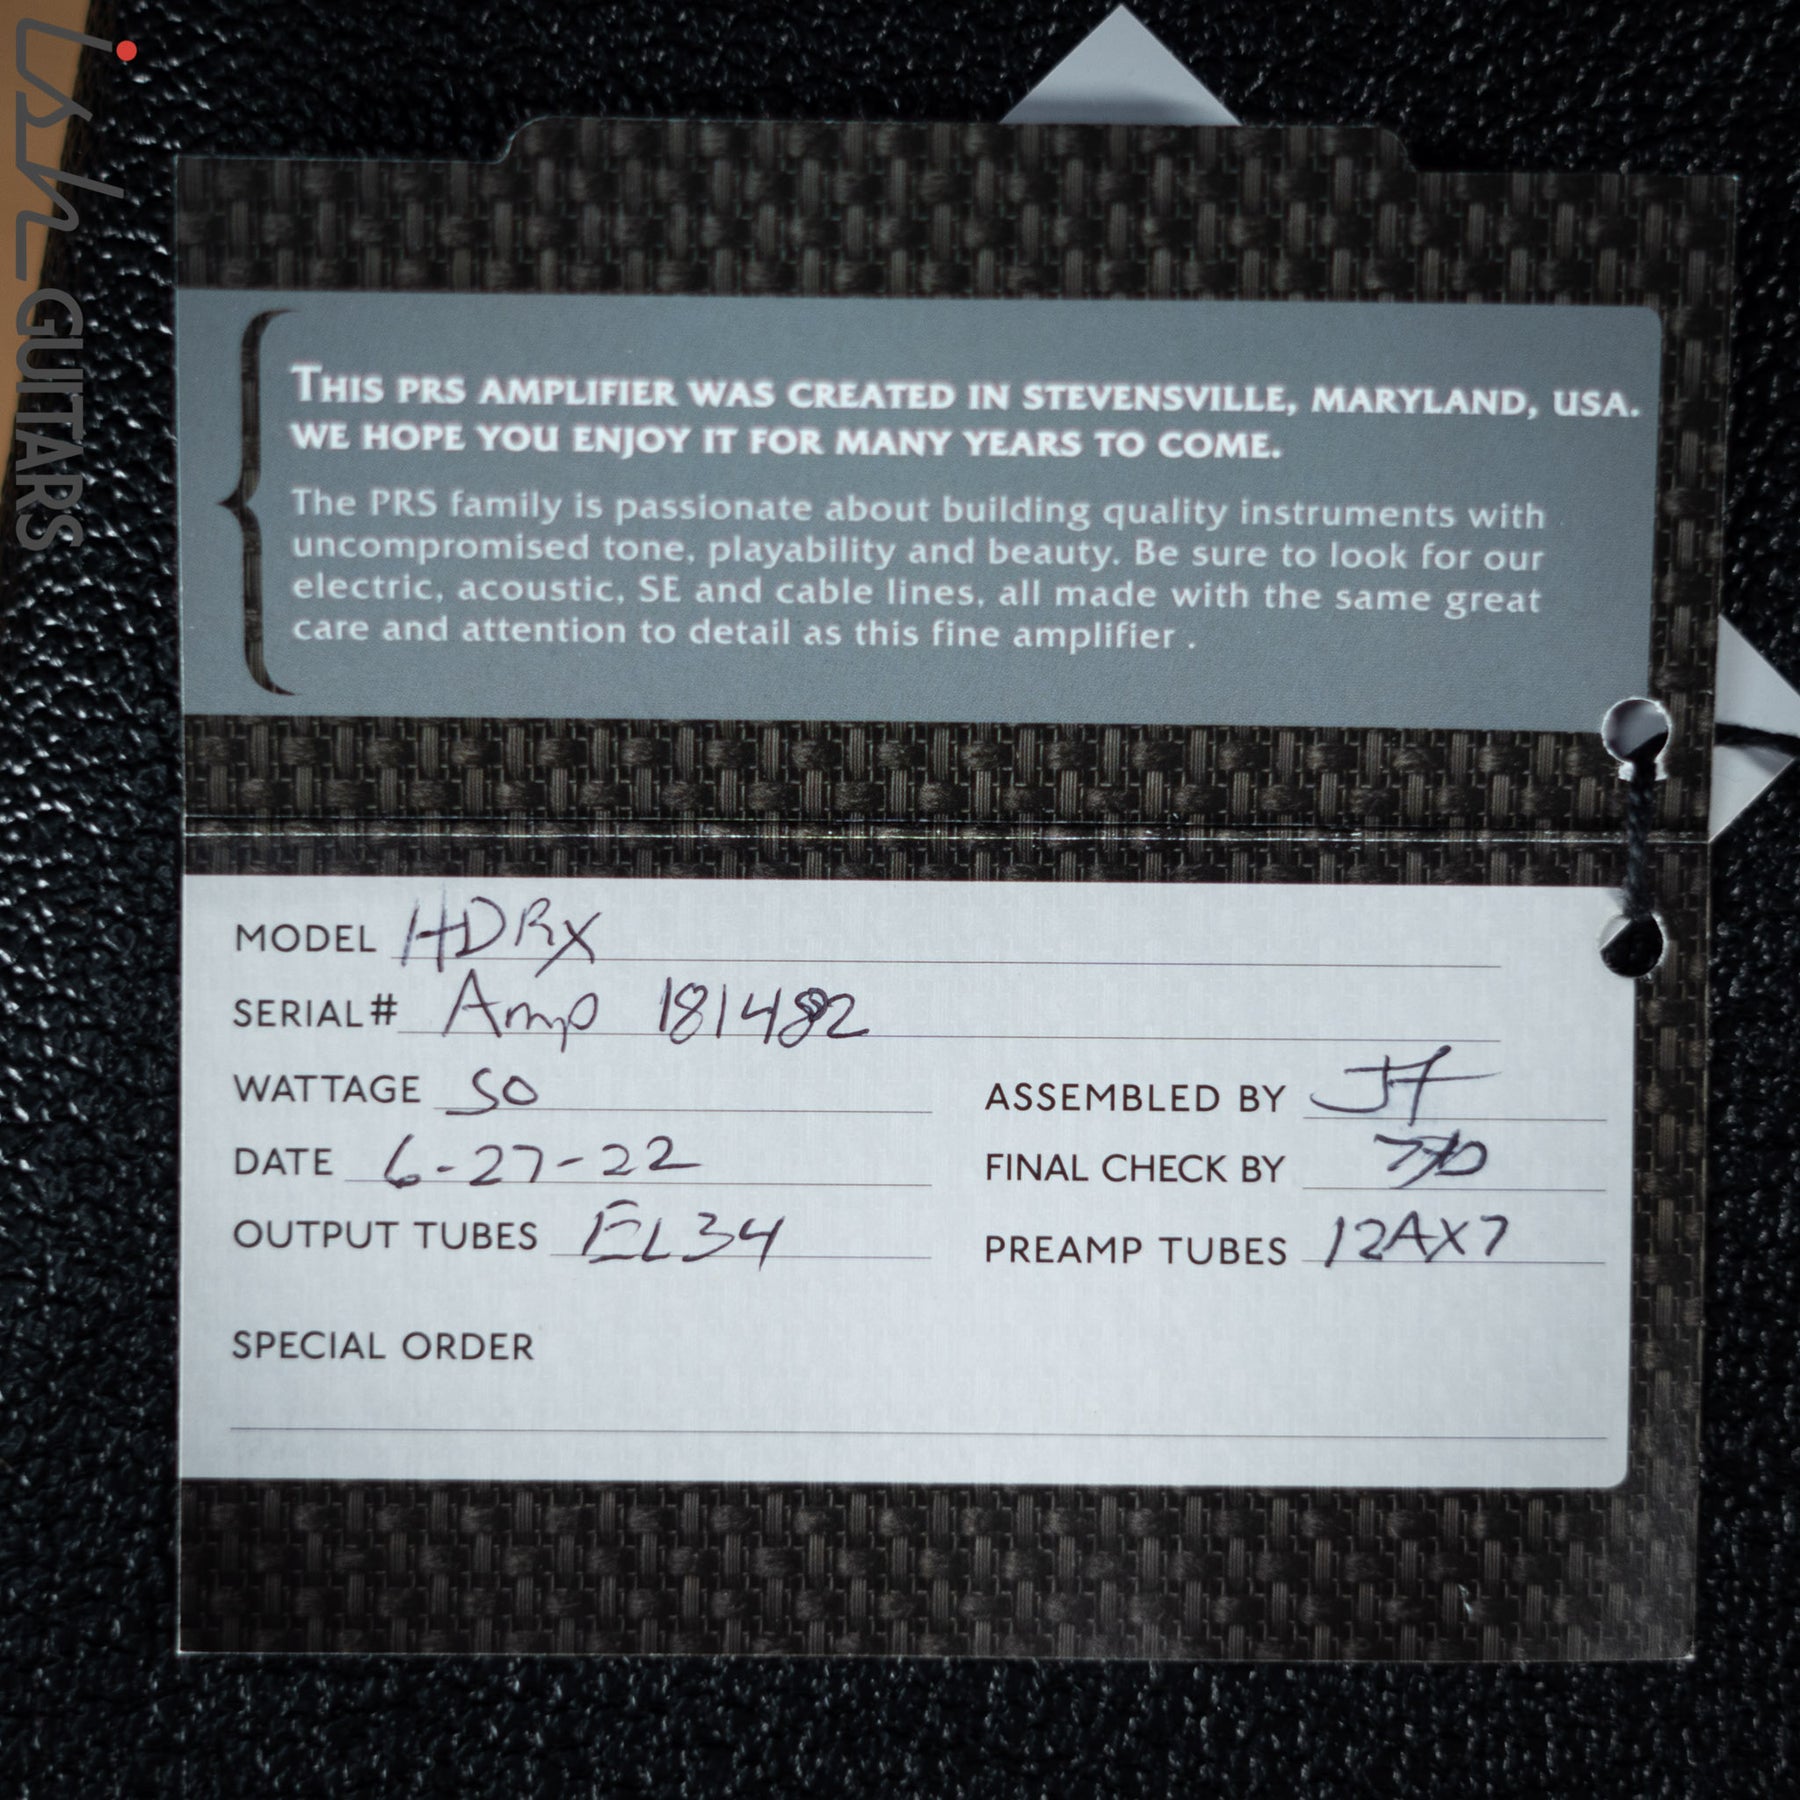 ish GUITARS
THIS PRS AMPLIFIER WAS CREATED IN STEVENSVILLE, MARYLAND, USA.
WE HOPE YOU ENJOY IT FOR MANY YEARS TO COME.
The PRS family is passionate about building quality instruments with
uncompromised tone, playability and beauty. Be sure to look for our
electric, acoustic, SE and cable lines, all made with the same great
care and attention to detail as this fine amplifier .
MODEL HDRX
SERIAL# Amp 181482
WATTAGE 50
ASSEMBLED BY
DATE 6-27-22
FINAL CHECK BY
OUTPUT TUBES EL34
PREAMP TUBES 12AX7
SPECIAL ORDER